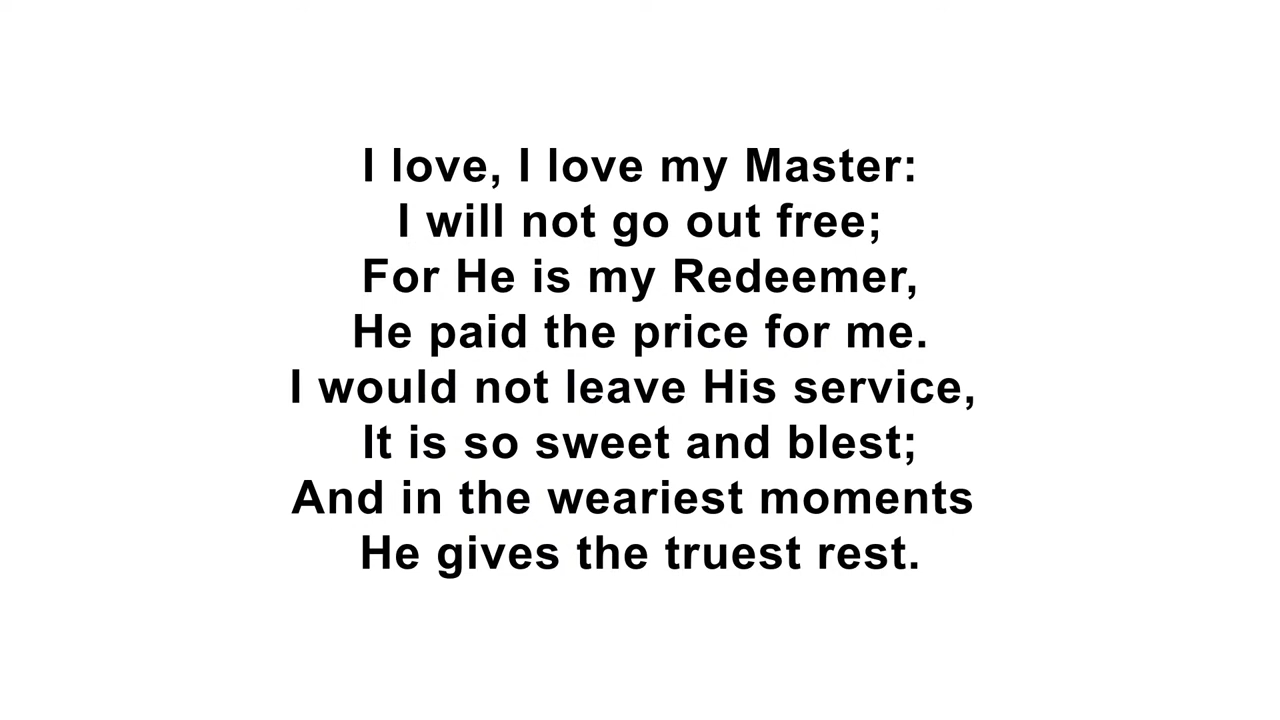 I love, I love my Master:
I will not go out free;
For He is my Redeemer,
He paid the price for me.
I would not leave His service,
It is so sweet and blest;
And in the weariest moments
He gives the truest rest.